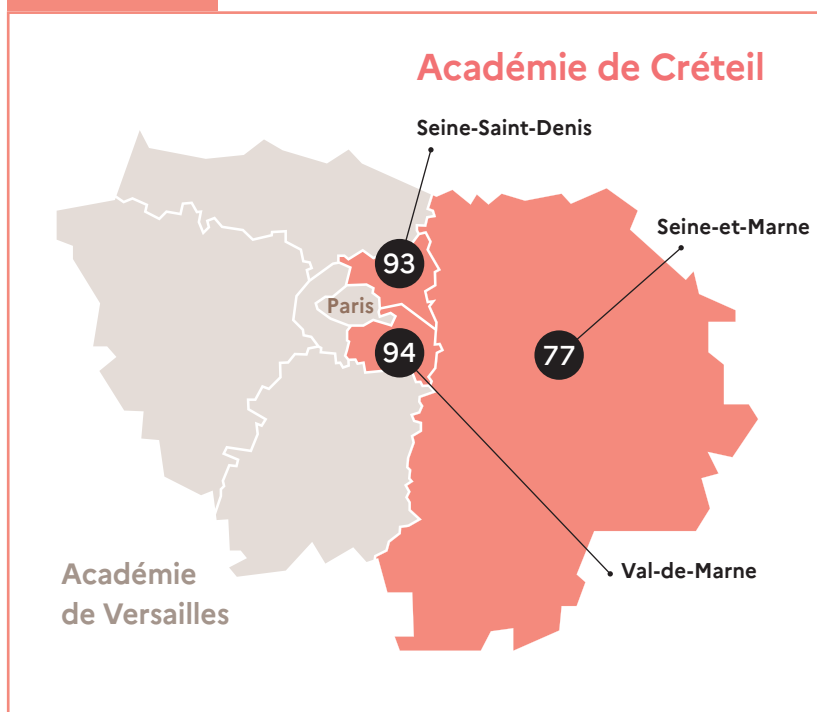 Académie de Créteil
Seine-Saint-Denis
Seine-et-Marne
93
Paris
94
77
Val-de-Marne
Académie
de Versailles